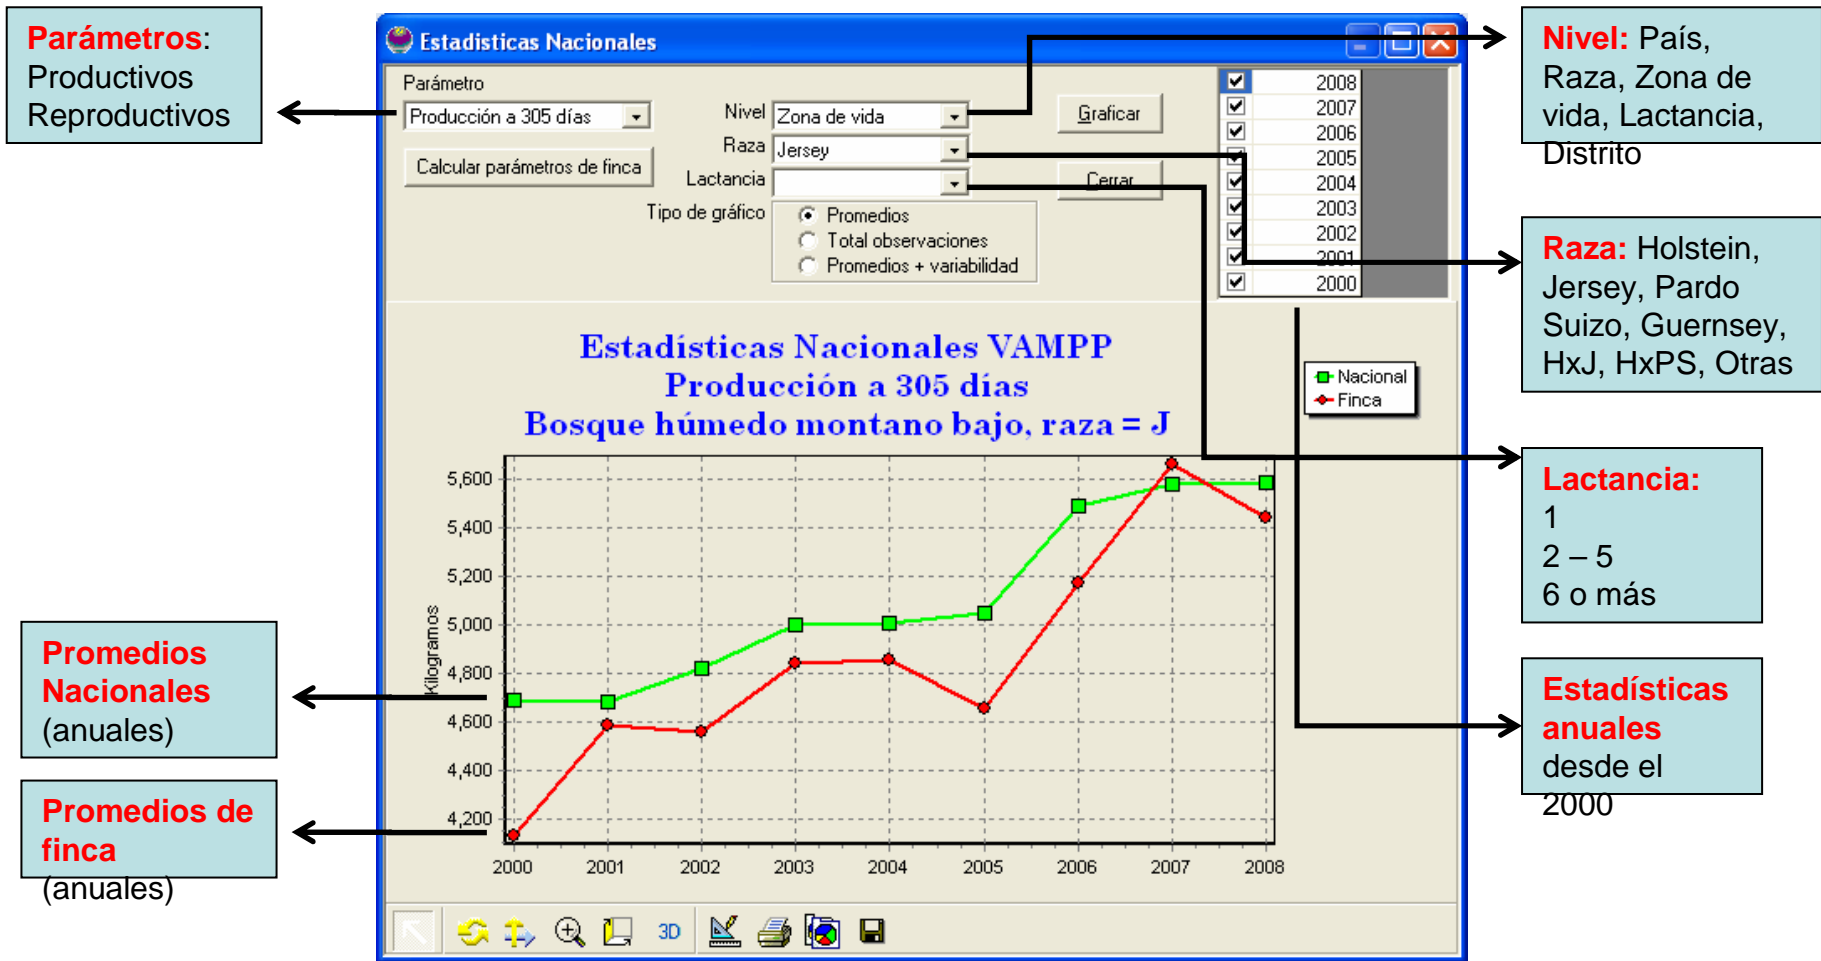 Parámetros:
Productivos
Reproductivos
Estadisticas Nacionales
Parámetro
Producción a 305 días
Calcular parámetros de finca
Nivel
Zona de vida
Raza
Jersey
Lactancia
Tipo de gráfico
Promedios
Total observaciones
Promedios + variabilidad
Graficar
Cerrar
2008
2007
2006
2005
2004
2003
2002
2001
2000
Nivel: País,
Raza, Zona de
vida, Lactancia,
Distrito
Raza: Holstein,
Jersey, Pardo
Suizo, Guernsey,
HxJ, HxPS, Otras
Lactancia:
1
2 – 5
6 o más
Estadísticas
anuales
desde el
2000
Estadísticas Nacionales VAMPP
Producción a 305 días
Bosque húmedo montano bajo, raza = J
Nacional
Finca
Kilogramos
5,600
5,400
5,200
5,000
4,800
4,600
4,400
4,200
2000 2001 2002 2003 2004 2005 2006 2007 2008
Promedios
Nacionales
(anuales)
Promedios de
finca
(anuales)
3D